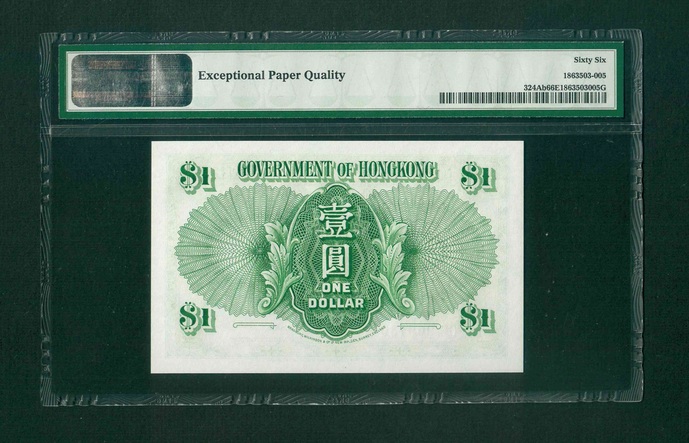 Exceptional Paper Quality
Sixty Six
1863503-005
324Ab66E1863503005G
GOVERNMENT OF HONGKONG
$1
$1
壹
圓
ONE
DOLLAR
$1
$1